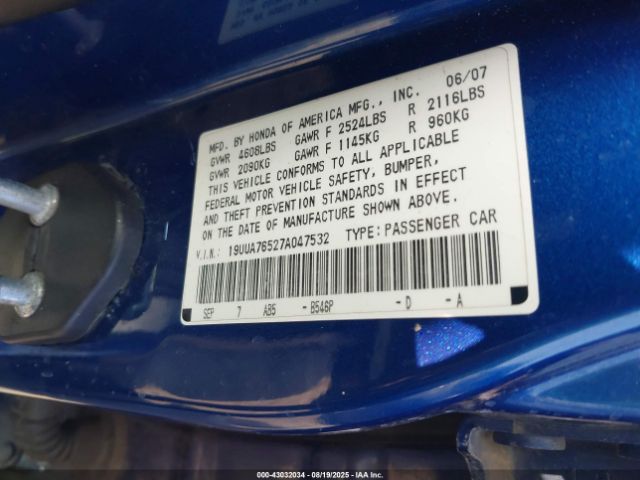 MFD. BY HONDA OF AMERICA MFG., INC. 06/07
GVWR 4608LBS GAWR F 2524LBS R 2116LBS
GVWR 2090KG GAWR F 1145KG R 960KG
THIS VEHICLE CONFORMS TO ALL APPLICABLE
FEDERAL MOTOR VEHICLE SAFETY, BUMPER,
AND THEFT PREVENTION STANDARDS IN EFFECT
ON THE DATE OF MANUFACTURE SHOWN ABOVE.
V.I.N.: 19UUA76527A047532 TYPE: PASSENGER CAR
SEP 7 AB5 - B546P - D - A
000-43032034 - 08/19/2025 - IAA Inc.